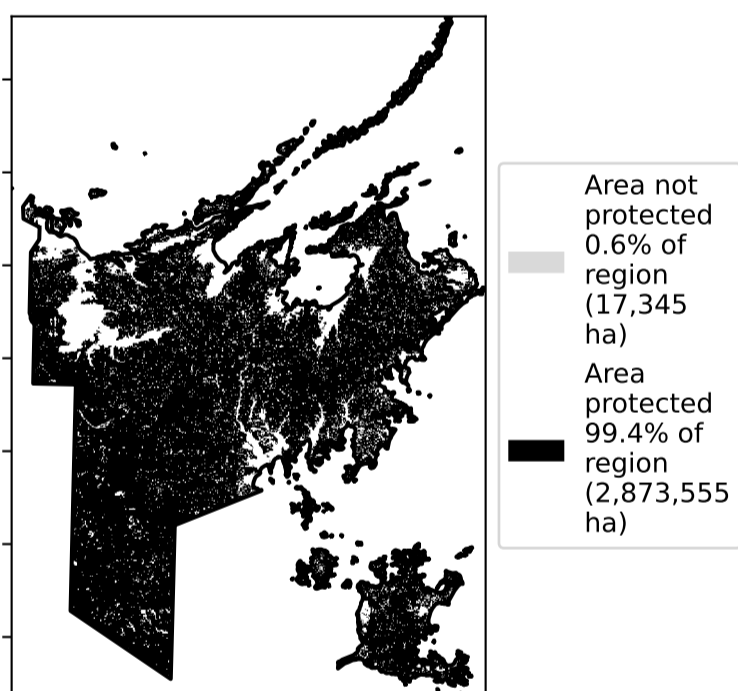 Area not
protected
0.6% of
region
(17,345
ha)
Area
protected
99.4% of
region
(2,873,555
ha)